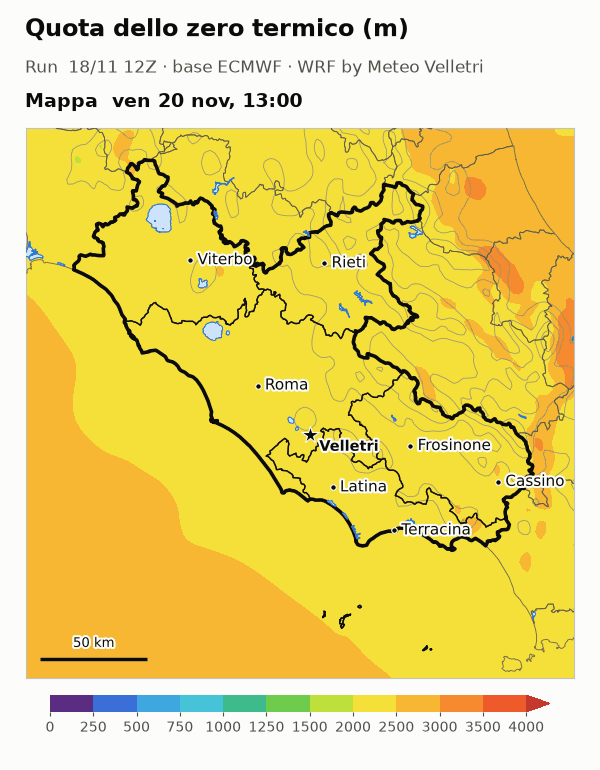 Quota dello zero termico (m)
Run  18/11 12Z · base ECMWF · WRF by Meteo Velletri
Mappa  ven 20 nov, 13:00
Viterbo
Rieti
Roma
Velletri
Frosinone
Cassino
Latina
Terracina
50 km
0 250 500 750 1000 1250 1500 2000 2500 3000 3500 4000